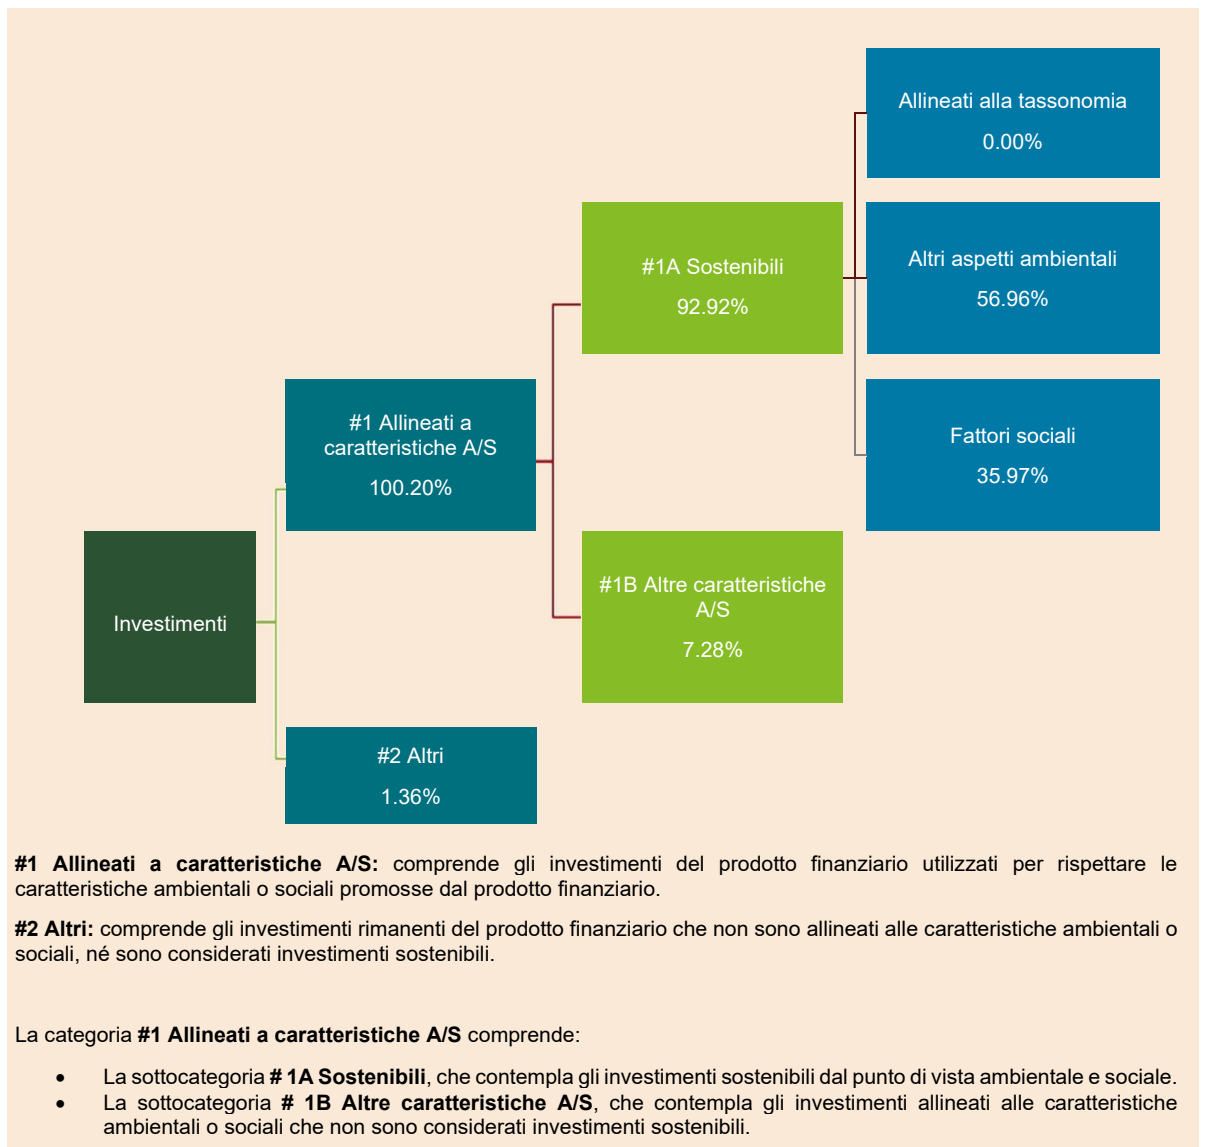 Allineati alla tassonomia
0.00%
#1A Sostenibili
92.92%
Altri aspetti ambientali
56.96%
#1 Allineati a
caratteristiche A/S
100.20%
Fattori sociali
35.97%
Investimenti
#1B Altre caratteristiche
A/S
7.28%
#2 Altri
1.36%
#1 Allineati a caratteristiche A/S: comprende gli investimenti del prodotto finanziario utilizzati per rispettare le
caratteristiche ambientali o sociali promosse dal prodotto finanziario.
#2 Altri: comprende gli investimenti rimanenti del prodotto finanziario che non sono allineati alle caratteristiche ambientali o
sociali, né sono considerati investimenti sostenibili.
La categoria #1 Allineati a caratteristiche A/S comprende:
• La sottocategoria # 1A Sostenibili, che contempla gli investimenti sostenibili dal punto di vista ambientale e sociale.
• La sottocategoria # 1B Altre caratteristiche A/S, che contempla gli investimenti allineati alle caratteristiche
ambientali o sociali che non sono considerati investimenti sostenibili.